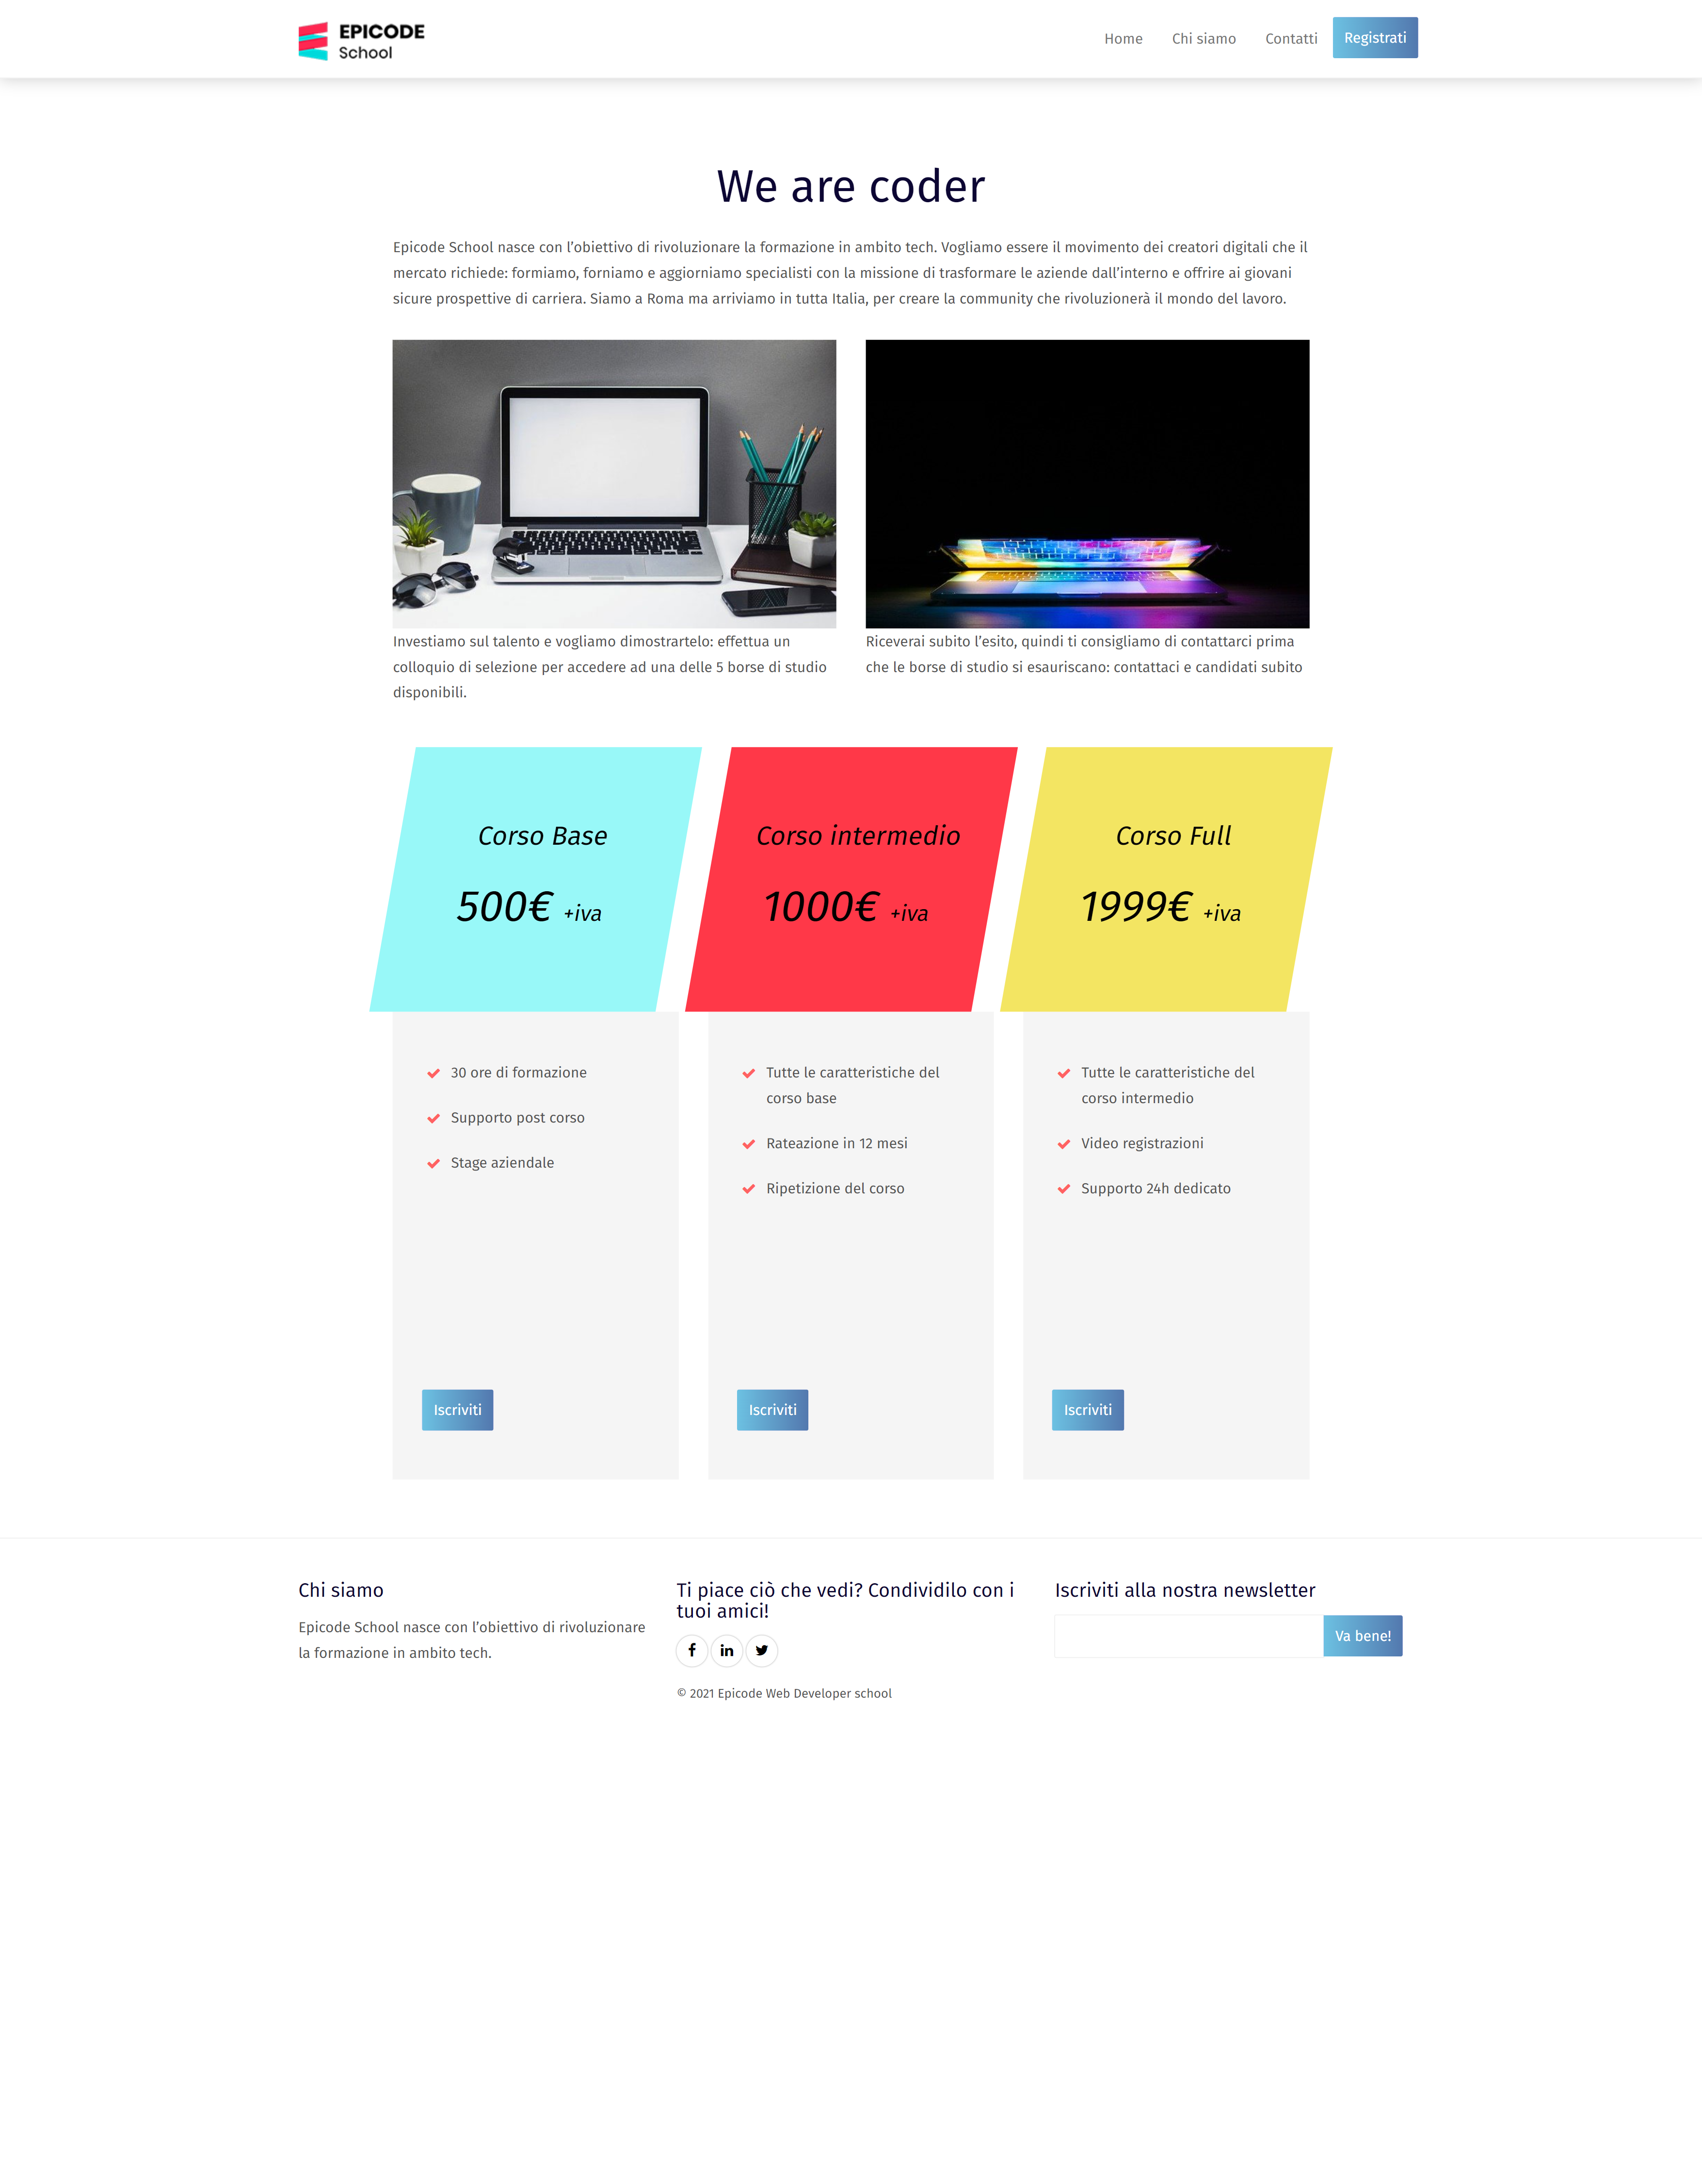 EPICODE
School
Home Chi siamo Contatti Registrati
We are coder
Epicode School nasce con l’obiettivo di rivoluzionare la formazione in ambito tech. Vogliamo essere il movimento dei creatori digitali che il
mercato richiede: formiamo, forniamo e aggiorniamo specialisti con la missione di trasformare le aziende dall’interno e offrire ai giovani
sicure prospettive di carriera. Siamo a Roma ma arriviamo in tutta Italia, per creare la community che rivoluzionerà il mondo del lavoro.
Investiamo sul talento e vogliamo dimostrartelo: effettua un
colloquio di selezione per accedere ad una delle 5 borse di studio
disponibili.
Riceverai subito l’esito, quindi ti consigliamo di contattarci prima
che le borse di studio si esauriscano: contattaci e candidati subito
Corso Base
500€ +iva
30 ore di formazione
Supporto post corso
Stage aziendale
Iscriviti
Corso intermedio
1000€ +iva
Tutte le caratteristiche del
corso base
Rateazione in 12 mesi
Ripetizione del corso
Iscriviti
Corso Full
1999€ +iva
Tutte le caratteristiche del
corso intermedio
Video registrazioni
Supporto 24h dedicato
Iscriviti
Chi siamo
Epicode School nasce con l’obiettivo di rivoluzionare
la formazione in ambito tech.
Ti piace ciò che vedi? Condividilo con i
tuoi amici!
© 2021 Epicode Web Developer school
Iscriviti alla nostra newsletter
Va bene!